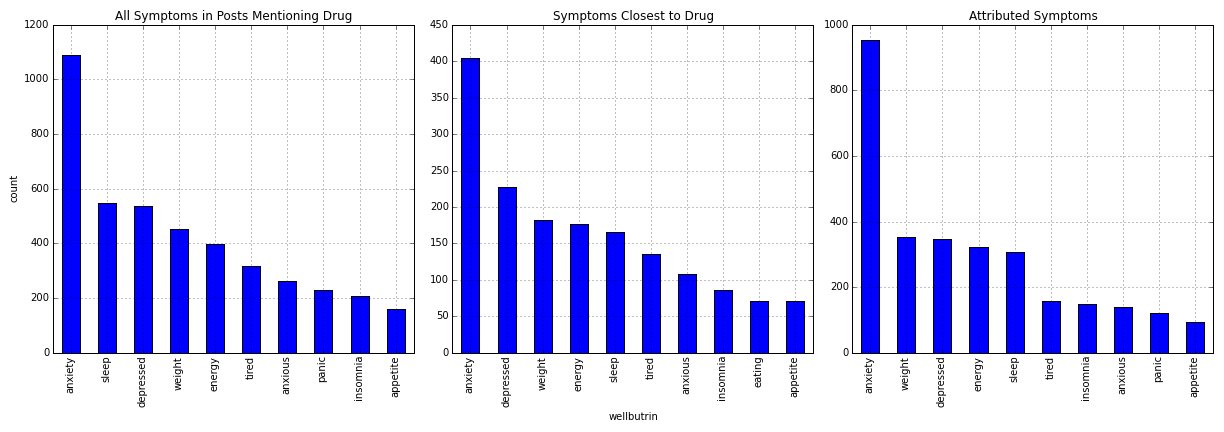 All Symptoms in Posts Mentioning Drug
1200
1000
800
600
400
200
0
count
anxiety
sleep
depressed
weight
energy
tired
anxious
panic
insomnia
appetite
Symptoms Closest to Drug
450
400
350
300
250
200
150
100
50
0
anxiety
depressed
weight
energy
sleep
tired
anxious
insomnia
eating
appetite
wellbutrin
Attributed Symptoms
1000
800
600
400
200
0
anxiety
weight
depressed
energy
sleep
tired
insomnia
anxious
panic
appetite